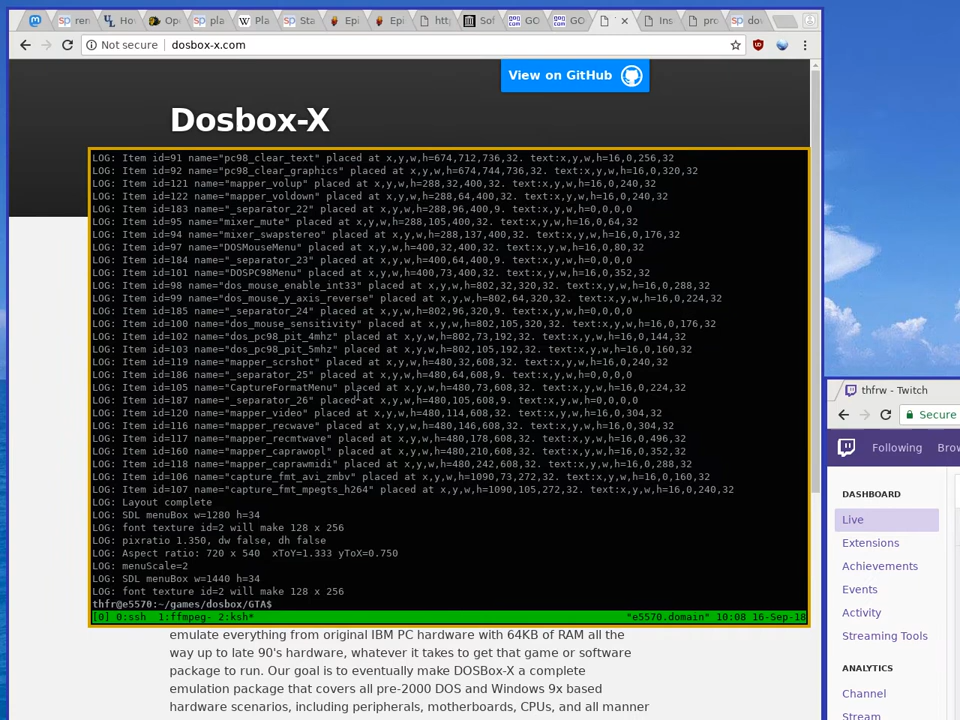 ren
Ho
Ope
pla
Pla
Sta
Epi
Epi
htt
Sof
GO
GO
Ins
pro
do
Not secure
dosbox-x.com
View on GitHub
Dosbox-X
LOG: Item id=91 name="pc98_clear_text" placed at x,y,w,h=674,712,736,32. text:x,y,w,h=16,0,256,32
LOG: Item id=92 name="pc98_clear_graphics" placed at x,y,w,h=674,744,736,32. text:x,y,w,h=16,0,320,32
LOG: Item id=121 name="mapper_volup" placed at x,y,w,h=288,32,400,32. text:x,y,w,h=16,0,240,32
LOG: Item id=122 name="mapper_voldown" placed at x,y,w,h=288,64,400,32. text:x,y,w,h=16,0,240,32
LOG: Item id=183 name="_separator_22" placed at x,y,w,h=288,96,400,9. text:x,y,w,h=0,0,0,0
LOG: Item id=95 name="mixer_mute" placed at x,y,w,h=288,105,400,32. text:x,y,w,h=16,0,64,32
LOG: Item id=94 name="mixer_swapstereo" placed at x,y,w,h=288,137,400,32. text:x,y,w,h=16,0,176,32
LOG: Item id=97 name="DOSMouseMenu" placed at x,y,w,h=400,32,400,32. text:x,y,w,h=16,0,80,32
LOG: Item id=184 name="_separator_23" placed at x,y,w,h=400,64,400,9. text:x,y,w,h=0,0,0,0
LOG: Item id=101 name="DOSPC98Menu" placed at x,y,w,h=400,73,400,32. text:x,y,w,h=16,0,352,32
LOG: Item id=98 name="dos_mouse_enable_int33" placed at x,y,w,h=802,32,320,32. text:x,y,w,h=16,0,288,32
LOG: Item id=99 name="dos_mouse_y_axis_reverse" placed at x,y,w,h=802,64,320,32. text:x,y,w,h=16,0,224,32
LOG: Item id=185 name="_separator_24" placed at x,y,w,h=802,96,320,9. text:x,y,w,h=0,0,0,0
LOG: Item id=100 name="dos_mouse_sensitivity" placed at x,y,w,h=802,105,320,32. text:x,y,w,h=16,0,176,32
LOG: Item id=102 name="dos_pc98_pit_4mhz" placed at x,y,w,h=802,73,192,32. text:x,y,w,h=16,0,144,32
LOG: Item id=103 name="dos_pc98_pit_5mhz" placed at x,y,w,h=802,105,192,32. text:x,y,w,h=16,0,160,32
LOG: Item id=119 name="mapper_scrshot" placed at x,y,w,h=480,32,608,32. text:x,y,w,h=16,0,240,32
LOG: Item id=186 name="_separator_25" placed at x,y,w,h=480,64,608,9. text:x,y,w,h=0,0,0,0
LOG: Item id=105 name="CaptureFormatMenu" placed at x,y,w,h=480,73,608,32. text:x,y,w,h=16,0,224,32
LOG: Item id=187 name="_separator_26" placed at x,y,w,h=480,105,608,9. text:x,y,w,h=0,0,0,0
LOG: Item id=120 name="mapper_video" placed at x,y,w,h=480,114,608,32. text:x,y,w,h=16,0,304,32
LOG: Item id=116 name="mapper_recwave" placed at x,y,w,h=480,146,608,32. text:x,y,w,h=16,0,304,32
LOG: Item id=117 name="mapper_recmtwave" placed at x,y,w,h=480,178,608,32. text:x,y,w,h=16,0,496,32
LOG: Item id=160 name="mapper_caprawopl" placed at x,y,w,h=480,210,608,32. text:x,y,w,h=16,0,352,32
LOG: Item id=118 name="mapper_caprawmidi" placed at x,y,w,h=480,242,608,32. text:x,y,w,h=16,0,288,32
LOG: Item id=106 name="capture_fmt_avi_zmbv" placed at x,y,w,h=1090,73,272,32. text:x,y,w,h=16,0,160,32
LOG: Item id=107 name="capture_fmt_mpegts_h264" placed at x,y,w,h=1090,105,272,32. text:x,y,w,h=16,0,240,32
LOG: Layout complete
LOG: SDL menuBox w=1280 h=34
LOG: font texture id=2 will make 128 x 256
LOG: pixratio 1.350, dw false, dh false
LOG: Aspect ratio: 720 x 540  xToY=1.333 yToX=0.750
LOG: menuScale=2
LOG: SDL menuBox w=1440 h=34
LOG: font texture id=2 will make 128 x 256
thfr@e5570:~/games/dosbox/GTA$
[0] 0:ssh  1:ffmpeg- 2:ksh* "e5570.domain" 10:08 16-Sep-18
emulate everything from original IBM PC hardware with 64KB of RAM all the
way up to late 90's hardware, whatever it takes to get that game or software
package to run. Our goal is to eventually make DOSBox-X a complete
emulation package that covers all pre-2000 DOS and Windows 9x based
hardware scenarios, including peripherals, motherboards, CPUs, and all manner
thfrw - Twitch
Secure
Following
Brow
DASHBOARD
Live
Extensions
Achievements
Events
Activity
Streaming Tools
ANALYTICS
Channel
Stream